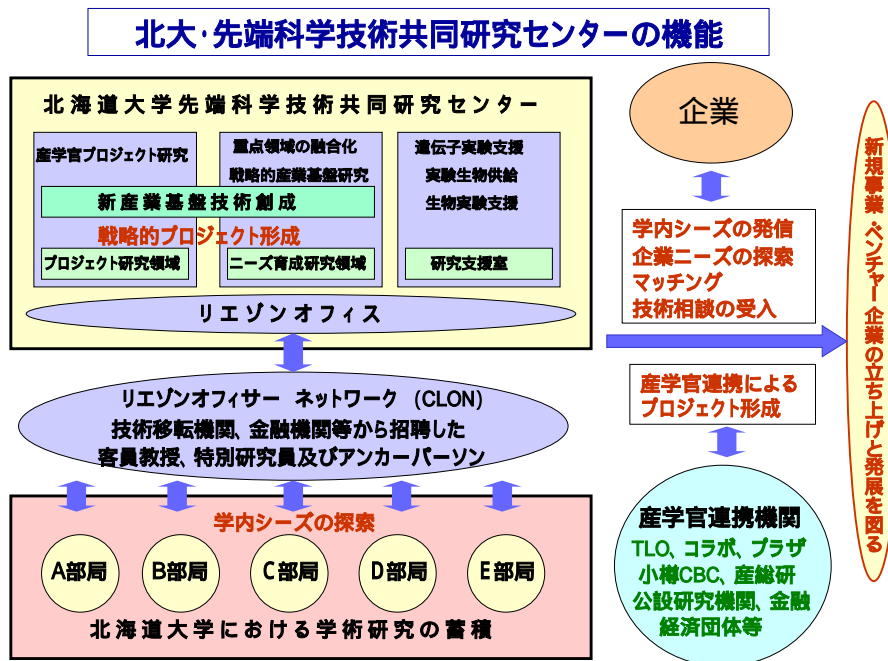 北大・先端科学技術共同研究センターの機能
北海道大学先端科学技術共同研究センター
産学官プロジェクト研究
重点領域の融合化
戦略的産業基盤研究
遺伝子実験支援
実験生物供給
生物実験支援
新産業基盤技術創成
戦略的プロジェクト形成
プロジェクト研究領域
ニーズ育成研究領域
研究支援室
リエゾンオフィス
リエゾンオフィサー ネットワーク (CLON)
技術移転機関、金融機関等から招聘した
客員教授、特別研究員及びアンカーパーソン
学内シーズの探索
A部局
B部局
C部局
D部局
E部局
北海道大学における学術研究の蓄積
企業
学内シーズの発信
企業ニーズの探索
マッチング
技術相談の受入
産学官連携による
プロジェクト形成
産学官連携機関
TLO、コラボ、プラザ
小樽CBC、産総研
公設研究機関、金融
経済団体等
新規事業・ベンチャー企業の立ち上げと発展を図る